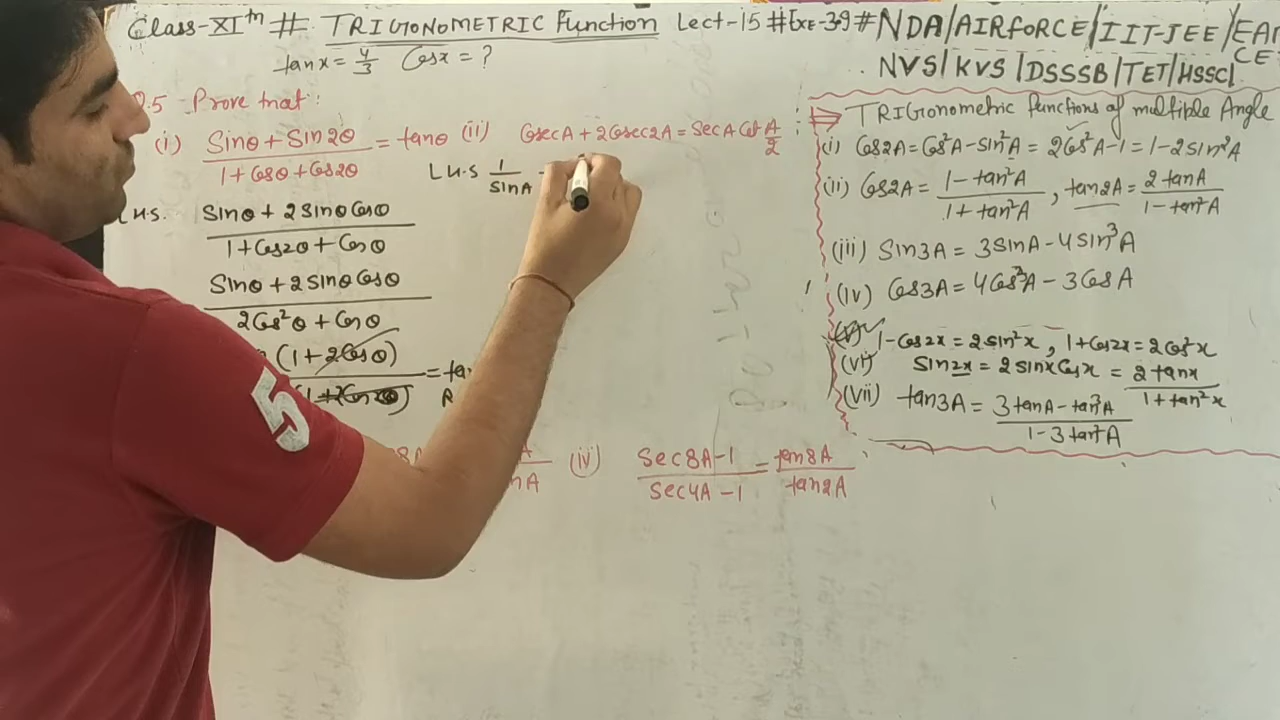 Class-XIth # TRIGONOMETRIC Function Lect-15 #Exe-3.9# NDA/AIRFORCE/IIT-JEE/EAM
CE
tanx = 4/3 Cosx = ?
NVS/KVS/DSSSB/TET/HSSC/
Q.5 Prove that:
(i) (Sinθ + Sin2θ)/(1 + Cosθ + Cos2θ) = tanθ
L.H.S. (Sinθ + 2SinθCosθ)/(1 + Cos2θ + Cosθ)
(Sinθ + 2SinθCosθ)/(2Cos²θ + Cosθ)
(1 + 2Cosθ)
= ta
(ii) CosecA + 2Cosec2A = SecA Cot A/2
L.H.S 1/SinA
(iv) (Sec8A - 1)/(Sec4A - 1) = tan8A/tan2A
⇒ TRIGonometric functions of multiple Angle
(i) Cos2A = Cos²A - Sin²A = 2Cos²A - 1 = 1 - 2Sin²A
(ii) Cos2A = (1 - tan²A)/(1 + tan²A), tan2A = 2tanA/(1 - tan²A)
(iii) Sin3A = 3SinA - 4Sin³A
(iv) Cos3A = 4Cos³A - 3CosA
(v) 1 - Cos2x = 2Sin²x, 1 + Cos2x = 2Cos²x
(vi) Sin2x = 2SinxCosx = 2tanx/(1 + tan²x)
(vii) tan3A = (3tanA - tan³A)/(1 - 3tan²A)
5